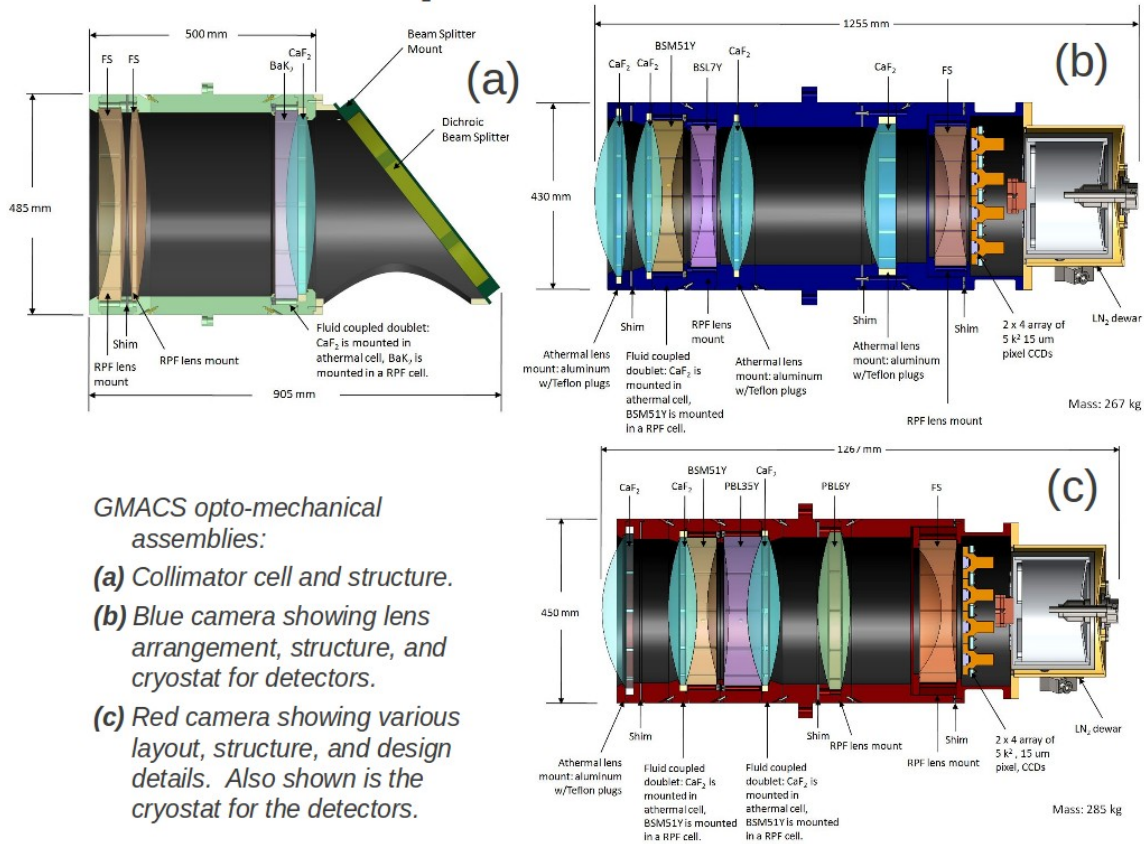 500 mm
FS
FS
BaK₂
CaF₂
Beam Splitter
Mount
(a)
Dichroic
Beam Splitter
485 mm
Shim
RPF lens
mount
RPF lens mount
Fluid coupled doublet:
CaF₂ is mounted in
athermal cell, BaK₂ is
mounted in a RPF cell.
905 mm
1255 mm
(b)
CaF₂
CaF₂
BSM51Y
BSL7Y
CaF₂
CaF₂
FS
430 mm
Shim
Athermal lens
mount: aluminum
w/Teflon plugs
Fluid coupled
doublet: CaF₂ is
mounted in
athermal cell,
BSM51Y is mounted
in a RPF cell.
RPF lens
mount
Athermal lens
mount: aluminum
w/Teflon plugs
Shim
Athermal lens
mount: aluminum
w/Teflon plugs
Shim
RPF lens mount
2 x 4 array of
5 k² 15 um
pixel CCDs
LN₂ dewar
Mass: 267 kg
1267 mm
(c)
CaF₂
CaF₂
BSM51Y
PBL35Y
CaF₂
PBL6Y
FS
450 mm
Athermal lens
mount: aluminum
w/Teflon plugs
Shim
Fluid coupled
doublet: CaF₂ is
mounted in
athermal cell,
BSM51Y is mounted
in a RPF cell.
Fluid coupled
doublet: CaF₂ is
mounted in
athermal cell,
BSM51Y is mounted
in a RPF cell.
Shim
RPF lens mount
Shim
RPF lens mount
2 x 4 array of
5 k², 15 um
pixel, CCDs
LN₂ dewar
Mass: 285 kg
GMACS opto-mechanical
assemblies:
(a) Collimator cell and structure.
(b) Blue camera showing lens
arrangement, structure, and
cryostat for detectors.
(c) Red camera showing various
layout, structure, and design
details. Also shown is the
cryostat for the detectors.